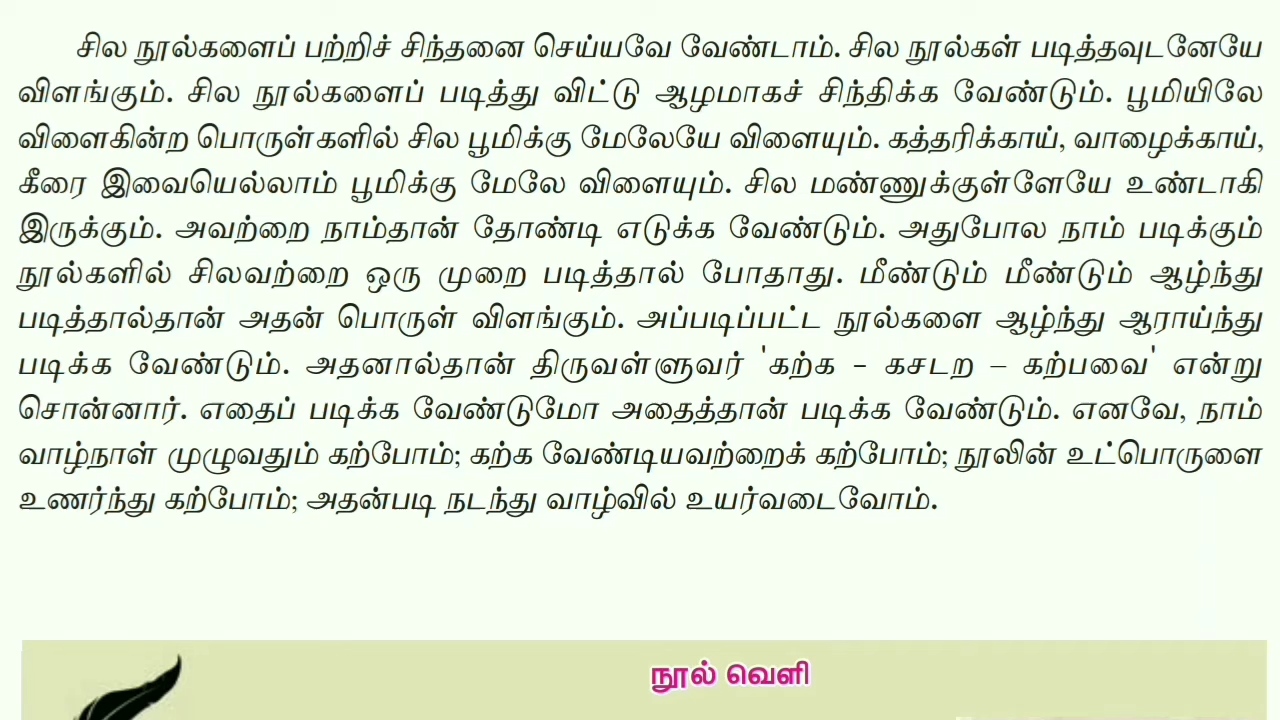 சில நூல்களைப் பற்றிச் சிந்தனை செய்யவே வேண்டாம். சில நூல்கள் படித்தவுடனேயே
விளங்கும். சில நூல்களைப் படித்து விட்டு ஆழமாகச் சிந்திக்க வேண்டும். பூமியிலே
விளைகின்ற பொருள்களில் சில பூமிக்கு மேலேயே விளையும். கத்தரிக்காய், வாழைக்காய்,
கீரை இவையெல்லாம் பூமிக்கு மேலே விளையும். சில மண்ணுக்குள்ளேயே உண்டாகி
இருக்கும். அவற்றை நாம்தான் தோண்டி எடுக்க வேண்டும். அதுபோல நாம் படிக்கும்
நூல்களில் சிலவற்றை ஒரு முறை படித்தால் போதாது. மீண்டும் மீண்டும் ஆழ்ந்து
படித்தால்தான் அதன் பொருள் விளங்கும். அப்படிப்பட்ட நூல்களை ஆழ்ந்து ஆராய்ந்து
படிக்க வேண்டும். அதனால்தான் திருவள்ளுவர் 'கற்க - கசடற – கற்பவை' என்று
சொன்னார். எதைப் படிக்க வேண்டுமோ அதைத்தான் படிக்க வேண்டும். எனவே, நாம்
வாழ்நாள் முழுவதும் கற்போம்; கற்க வேண்டியவற்றைக் கற்போம்; நூலின் உட்பொருளை
உணர்ந்து கற்போம்; அதன்படி நடந்து வாழ்வில் உயர்வடைவோம்.
நூல் வெளி